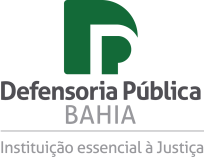 Defensoria Pública
BAHIA
Instituição essencial à Justiça